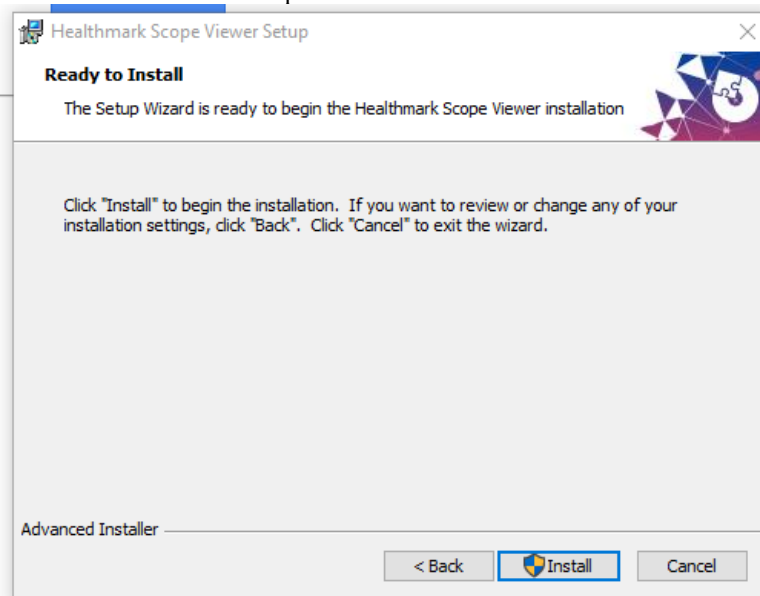 Healthmark Scope Viewer Setup
Ready to Install
The Setup Wizard is ready to begin the Healthmark Scope Viewer installation
Click "Install" to begin the installation. If you want to review or change any of your
installation settings, click "Back". Click "Cancel" to exit the wizard.
Advanced Installer
< Back
Install
Cancel